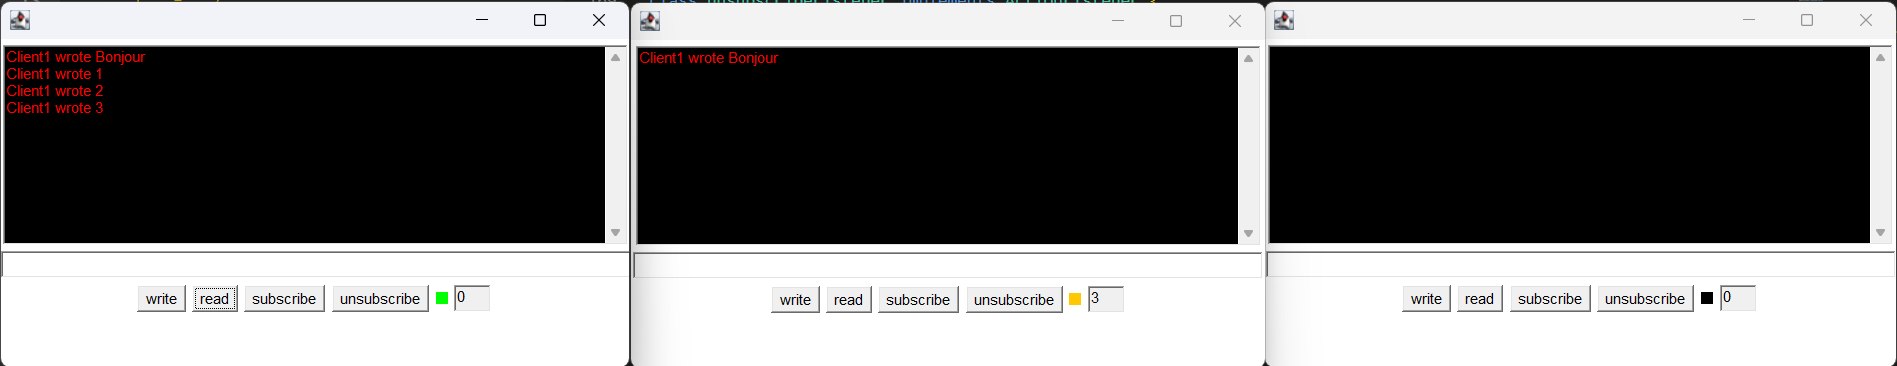 Client1 wrote Bonjour
Client1 wrote 1
Client1 wrote 2
Client1 wrote 3
write read subscribe unsubscribe 0
Client1 wrote Bonjour
write read subscribe unsubscribe 3
write read subscribe unsubscribe 0